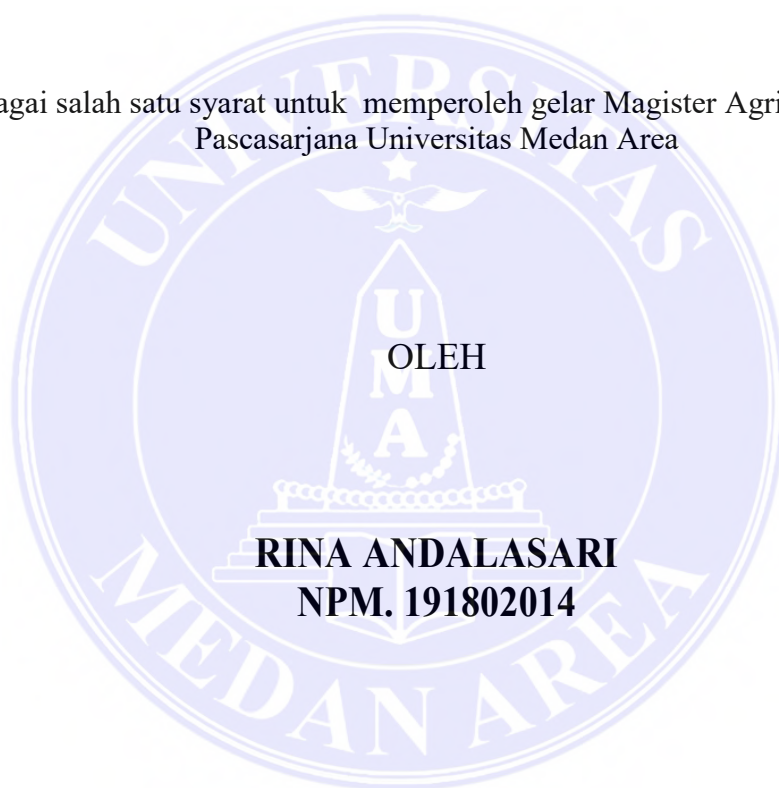 agai salah satu syarat untuk memperoleh gelar Magister Agri
Pascasarjana Universitas Medan Area
UNIVERSITAS
UMA
OLEH
RINA ANDALASARI
NPM. 191802014
MEDAN AREA